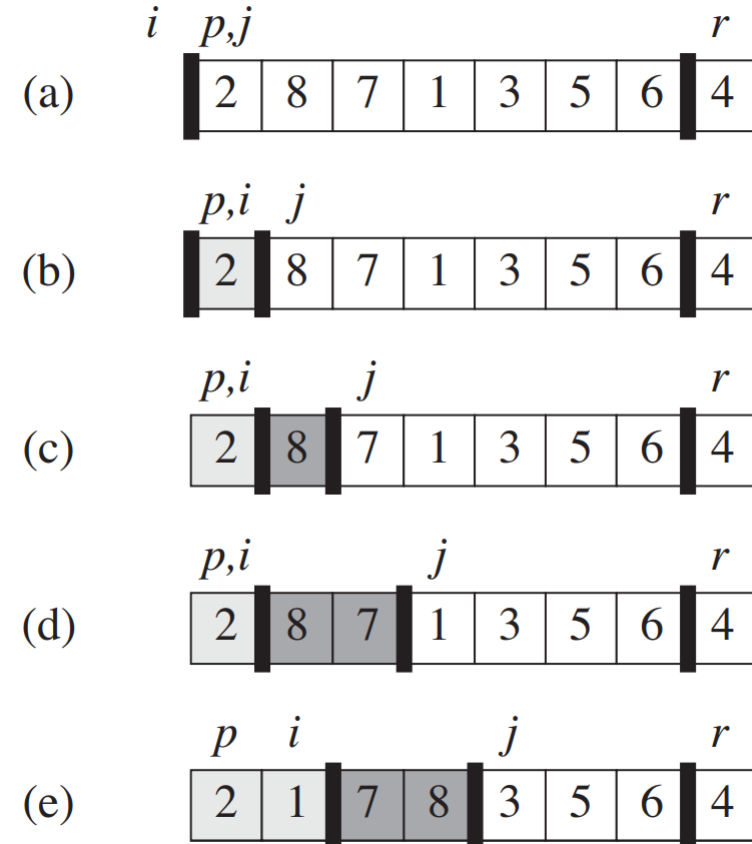 i p,j r
(a) 2 8 7 1 3 5 6 4
p,i j r
(b) 2 8 7 1 3 5 6 4
p,i j r
(c) 2 8 7 1 3 5 6 4
p,i j r
(d) 2 8 7 1 3 5 6 4
p i j r
(e) 2 1 7 8 3 5 6 4